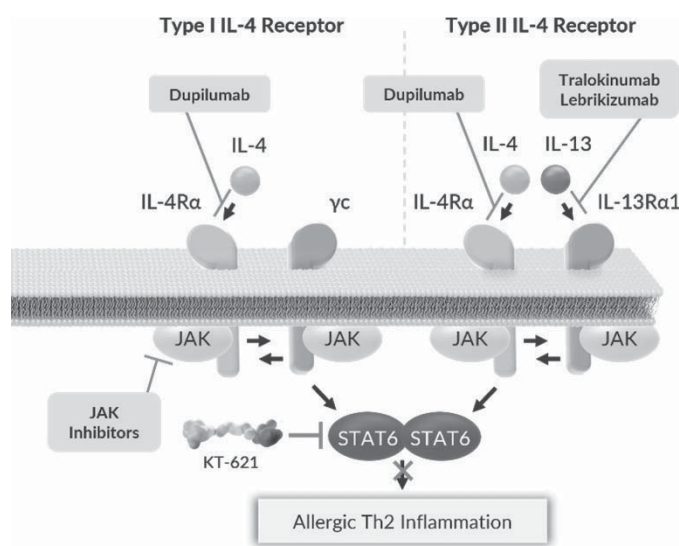 Type I IL-4 Receptor
Type II IL-4 Receptor
Dupilumab
Dupilumab
Tralokinumab
Lebrikizumab
IL-4
IL-4
IL-13
IL-4Rα
γc
IL-4Rα
IL-13Rα1
JAK
JAK
JAK
JAK
JAK
Inhibitors
KT-621
STAT6
STAT6
Allergic Th2 Inflammation